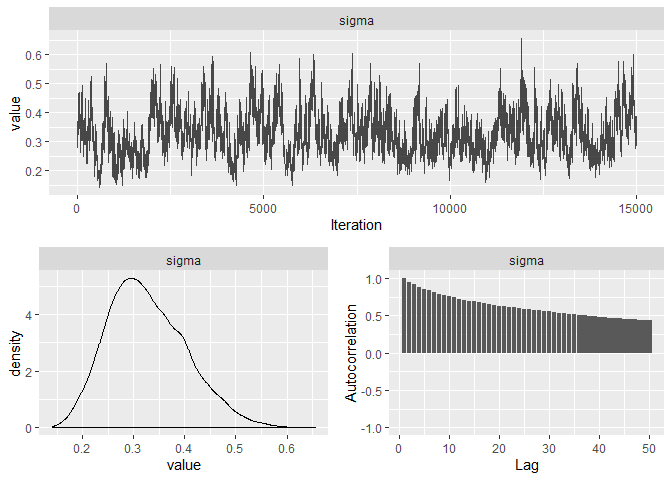 sigma
value
0.6
0.5
0.4
0.3
0.2
0 5000 10000 15000
Iteration
sigma
density
4
2
0
0.2 0.3 0.4 0.5 0.6
value
sigma
Autocorrelation
1.0
0.5
0.0
-0.5
-1.0
0 10 20 30 40 50
Lag